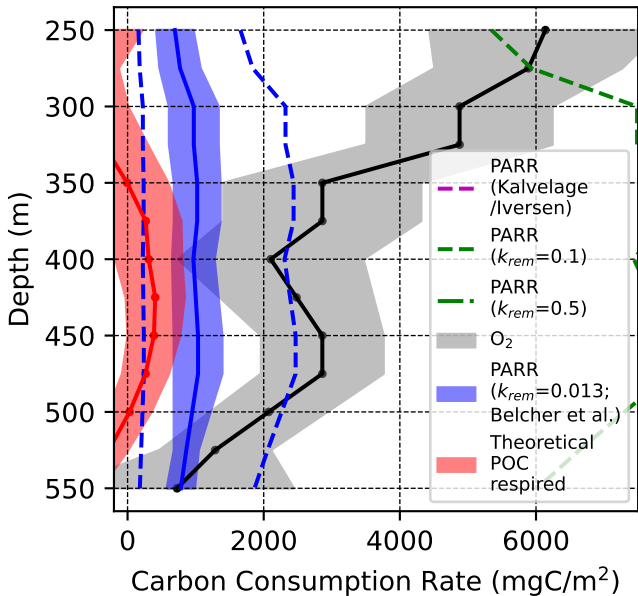 250
300
350
400
450
500
550
Depth (m)
0
2000
4000
6000
Carbon Consumption Rate (mgC/m²)
PARR
(Kalvelage
/Iversen)
PARR
(k_rem=0.1)
PARR
(k_rem=0.5)
O₂
PARR
(k_rem=0.013;
Belcher et al.)
Theoretical
POC
respired